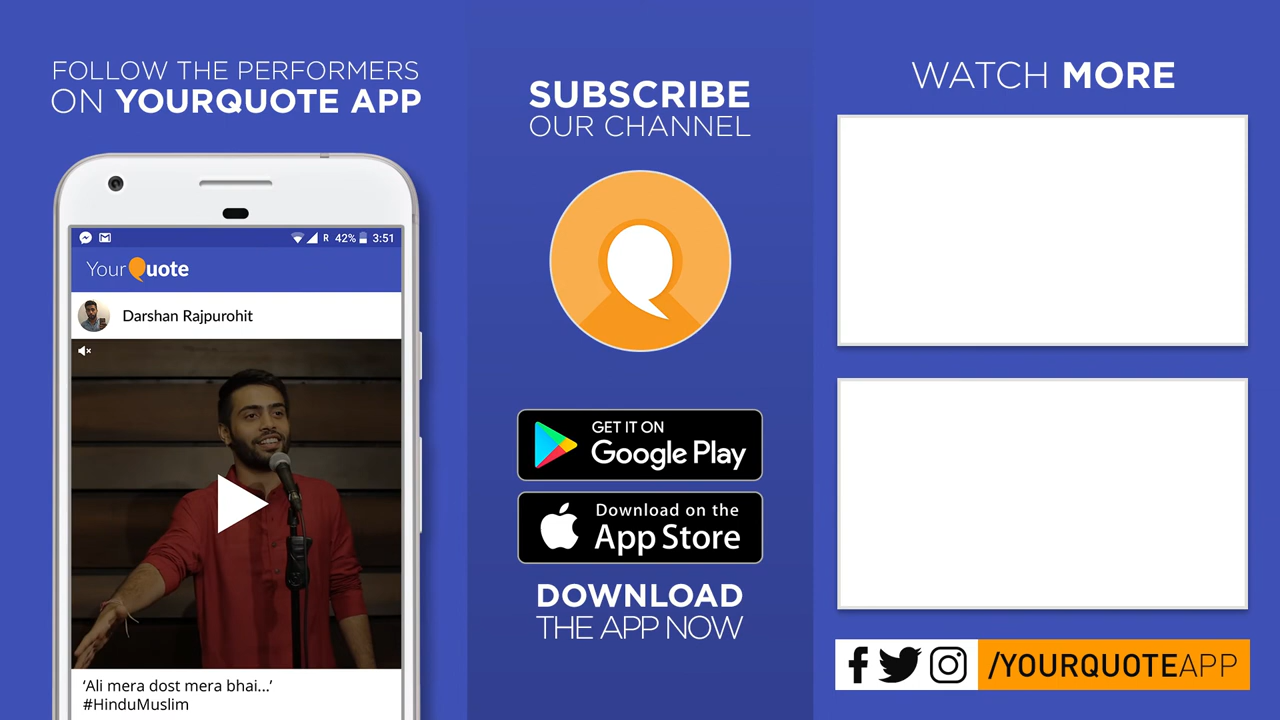 FOLLOW THE PERFORMERS
ON YOURQUOTE APP
R 42% 3:51
YourQuote
Darshan Rajpurohit
‘Ali mera dost mera bhai...’
#HinduMuslim
SUBSCRIBE
OUR CHANNEL
GET IT ON
Google Play
Download on the
App Store
DOWNLOAD
THE APP NOW
WATCH MORE
/YOURQUOTEAPP